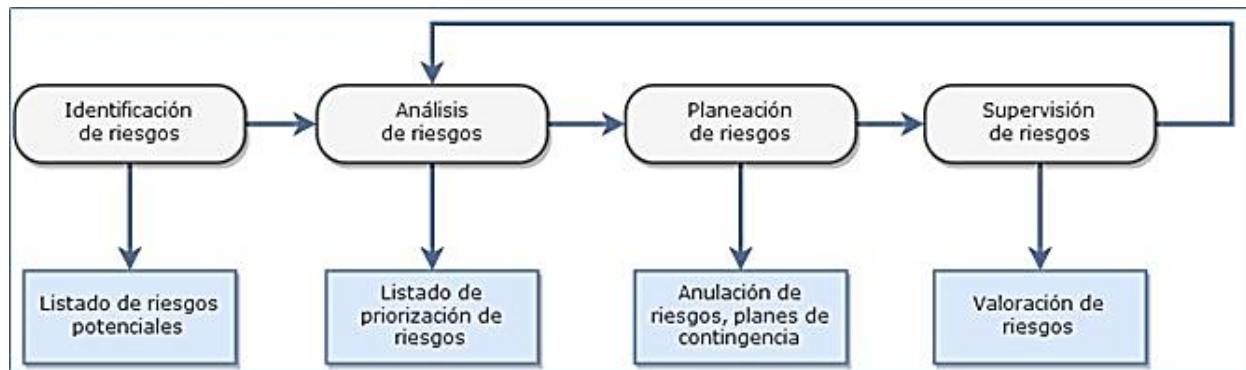 Identificación
de riesgos
Análisis
de riesgos
Planeación
de riesgos
Supervisión
de riesgos
Listado de riesgos
potenciales
Listado de
priorización de
riesgos
Anulación de
riesgos, planes de
contingencia
Valoración de
riesgos